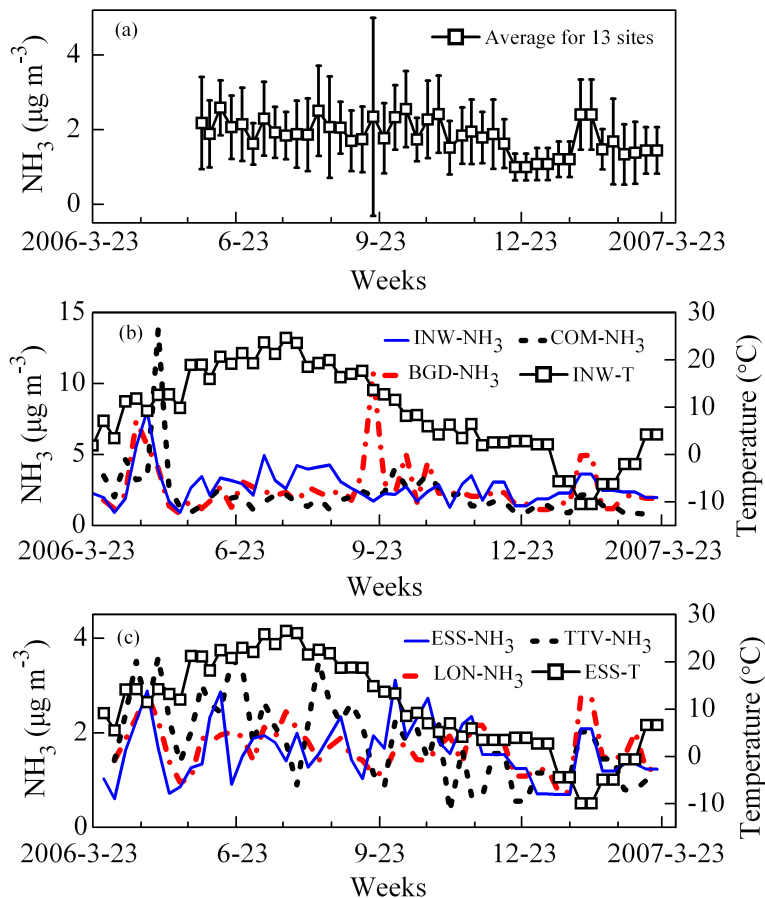 (a)
Average for 13 sites
NH3 (μg m-3)
4
2
0
2006-3-23 6-23 9-23 12-23 2007-3-23
Weeks
(b)
INW-NH3 COM-NH3
BGD-NH3 INW-T
NH3 (μg m-3)
15
10
5
0
30
20
10
0
-10
Temperature (°C)
2006-3-23 6-23 9-23 12-23 2007-3-23
Weeks
(c)
ESS-NH3 TTV-NH3
LON-NH3 ESS-T
NH3 (μg m-3)
4
2
0
30
20
10
0
-10
Temperature (°C)
2006-3-23 6-23 9-23 12-23 2007-3-23
Weeks